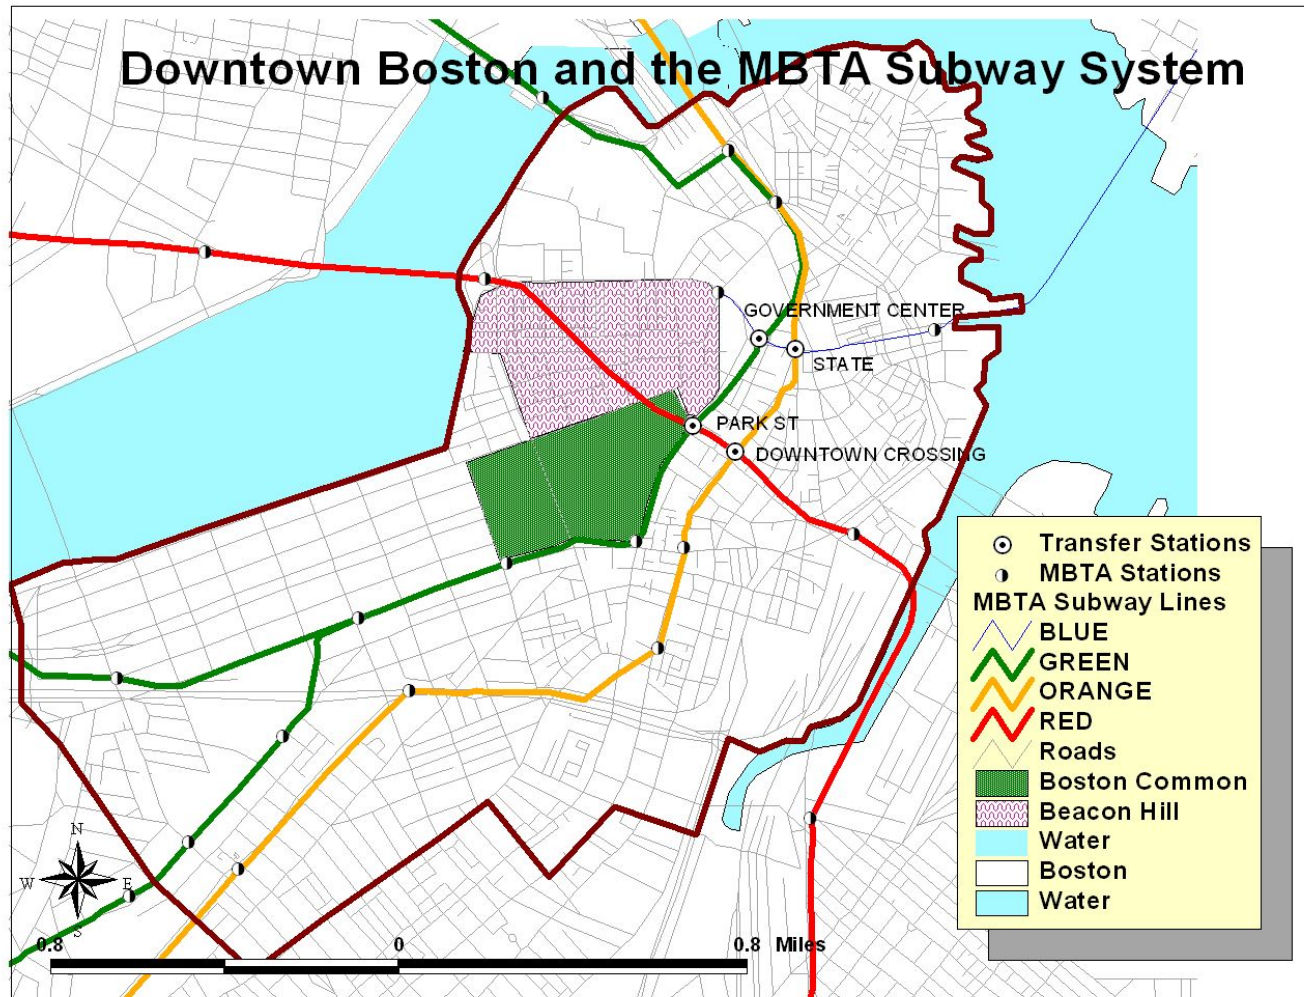 Downtown Boston and the MBTA Subway System
GOVERNMENT CENTER
STATE
PARK ST
DOWNTOWN CROSSING
Transfer Stations
MBTA Stations
MBTA Subway Lines
BLUE
GREEN
ORANGE
RED
Roads
Boston Common
Beacon Hill
Water
Boston
Water
N
W E
S
0.8 0 0.8 Miles